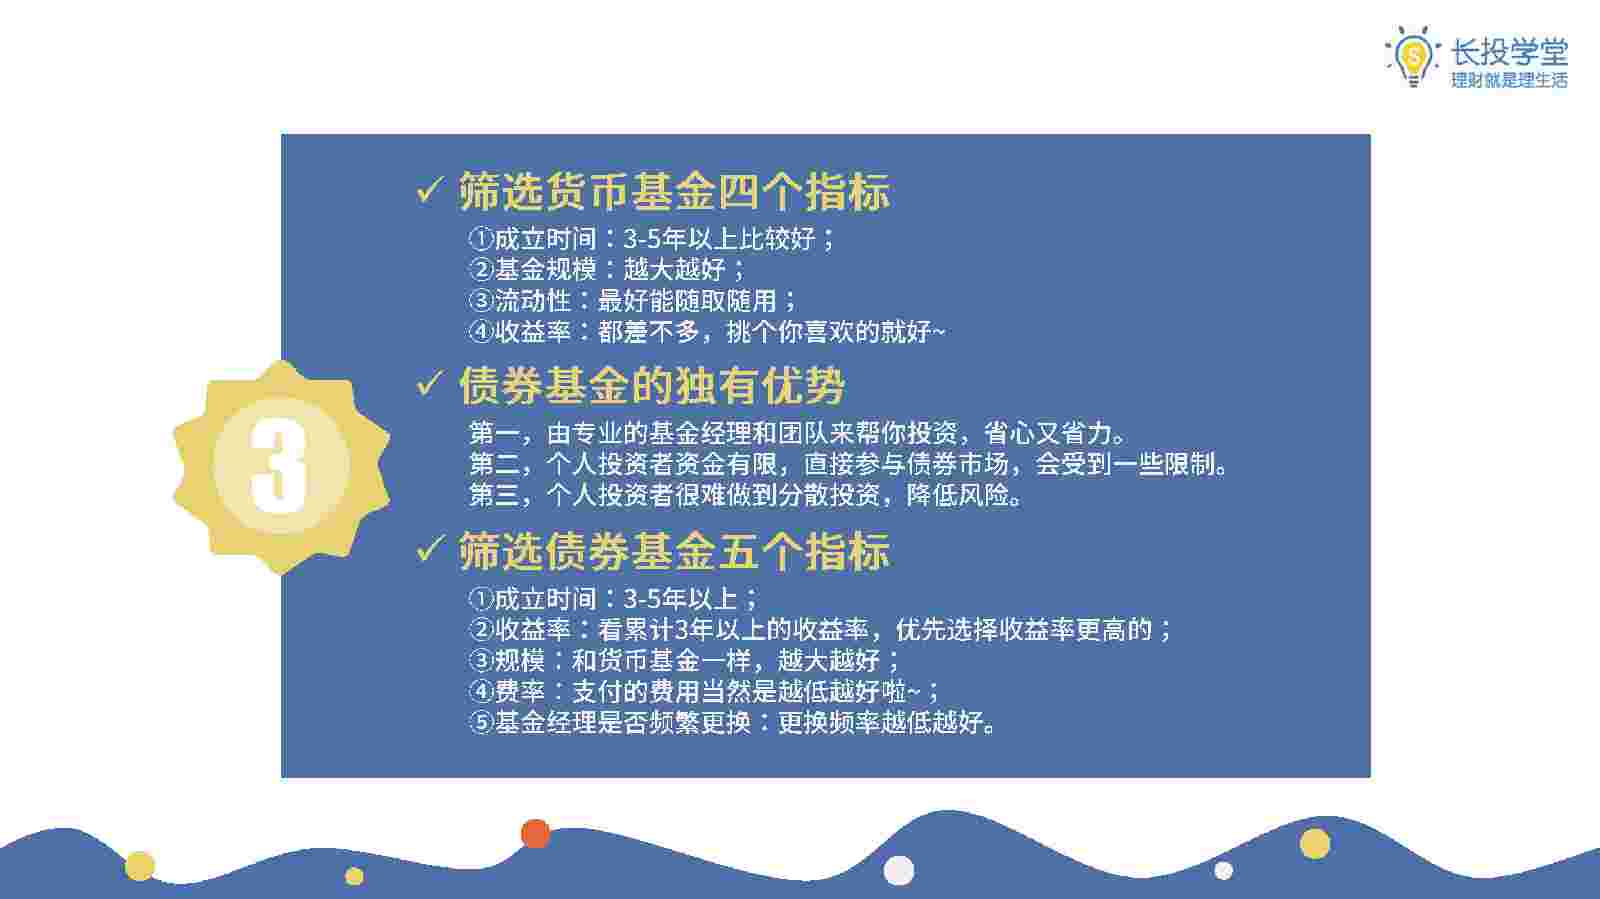 长投学堂
理财就是理生活
✓ 筛选货币基金四个指标
①成立时间：3-5年以上比较好；
②基金规模：越大越好；
③流动性：最好能随取随用；
④收益率：都差不多，挑个你喜欢的就好~
✓ 债券基金的独有优势
第一，由专业的基金经理和团队来帮你投资，省心又省力。
第二，个人投资者资金有限，直接参与债券市场，会受到一些限制。
第三，个人投资者很难做到分散投资，降低风险。
3
✓ 筛选债券基金五个指标
①成立时间：3-5年以上；
②收益率：看累计3年以上的收益率，优先选择收益率更高的；
③规模：和货币基金一样，越大越好；
④费率：支付的费用当然是越低越好啦~；
⑤基金经理是否频繁更换：更换频率越低越好。